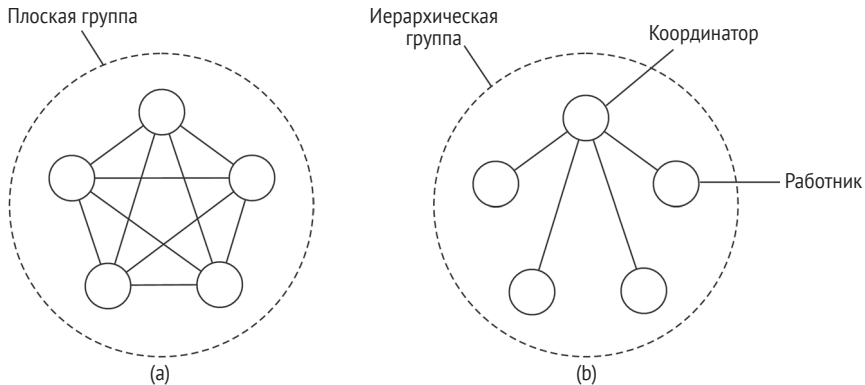 Плоская группа
(a)
Иерархическая
группа
Координатор
Работник
(b)